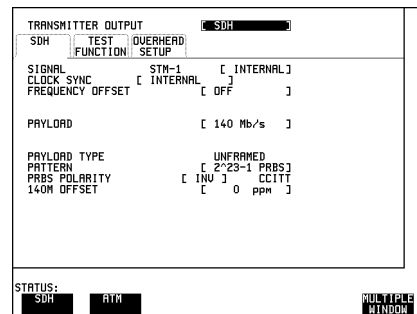 TRANSMITTER OUTPUT [ SDH ]
SDH TEST FUNCTION OVERHEAD SETUP
SIGNAL STM-1 [ INTERNAL]
CLOCK SYNC [ INTERNAL ]
FREQUENCY OFFSET [ OFF ]
PAYLOAD [ 140 Mb/s ]
PAYLOAD TYPE UNFRAMED
PATTERN [ 2^23-1 PRBS]
PRBS POLARITY [ INV ] CCITT
140M OFFSET [ 0 ppm ]
STATUS:
SDH ATM MULTIPLE WINDOW